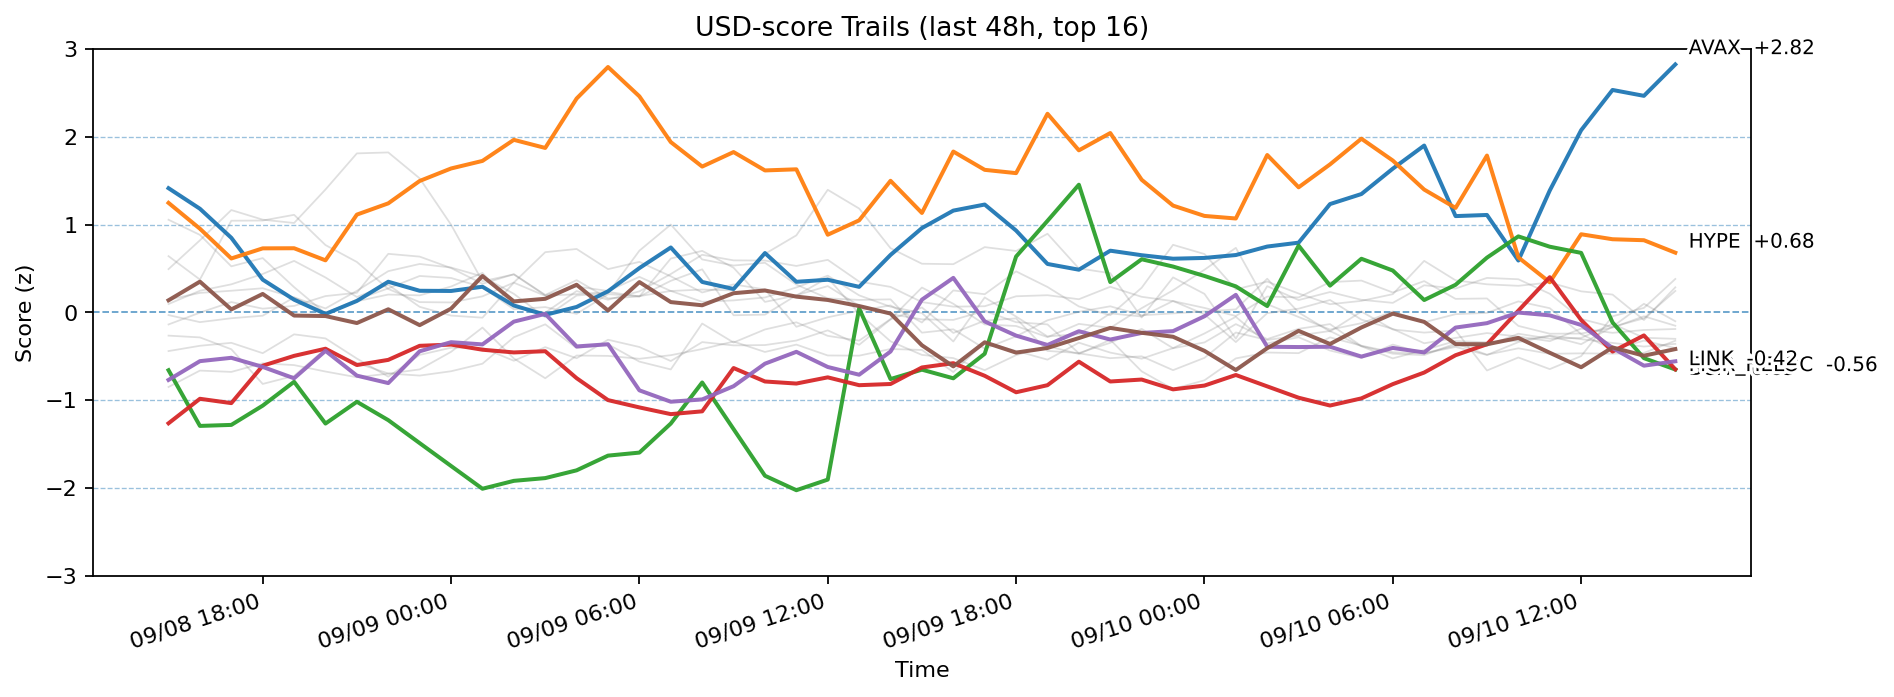 USD-score Trails (last 48h, top 16)
3
2
1
0
−1
−2
−3
Score (z)
AVAX +2.82
HYPE +0.68
LINK -0.42
C -0.56
09/08 18:00
09/09 00:00
09/09 06:00
09/09 12:00
09/09 18:00
09/10 00:00
09/10 06:00
09/10 12:00
Time